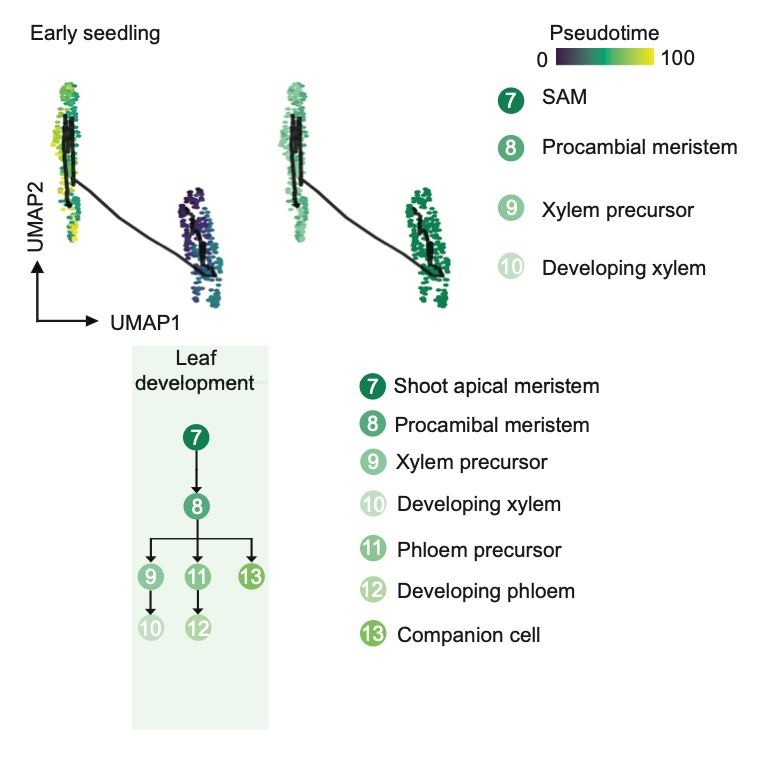 Early seedling
Pseudotime
0
100
7 SAM
8 Procambial meristem
9 Xylem precursor
10 Developing xylem
UMAP2
UMAP1
Leaf
development
7
8
9 11 13
10 12
7 Shoot apical meristem
8 Procamibal meristem
9 Xylem precursor
10 Developing xylem
11 Phloem precursor
12 Developing phloem
13 Companion cell